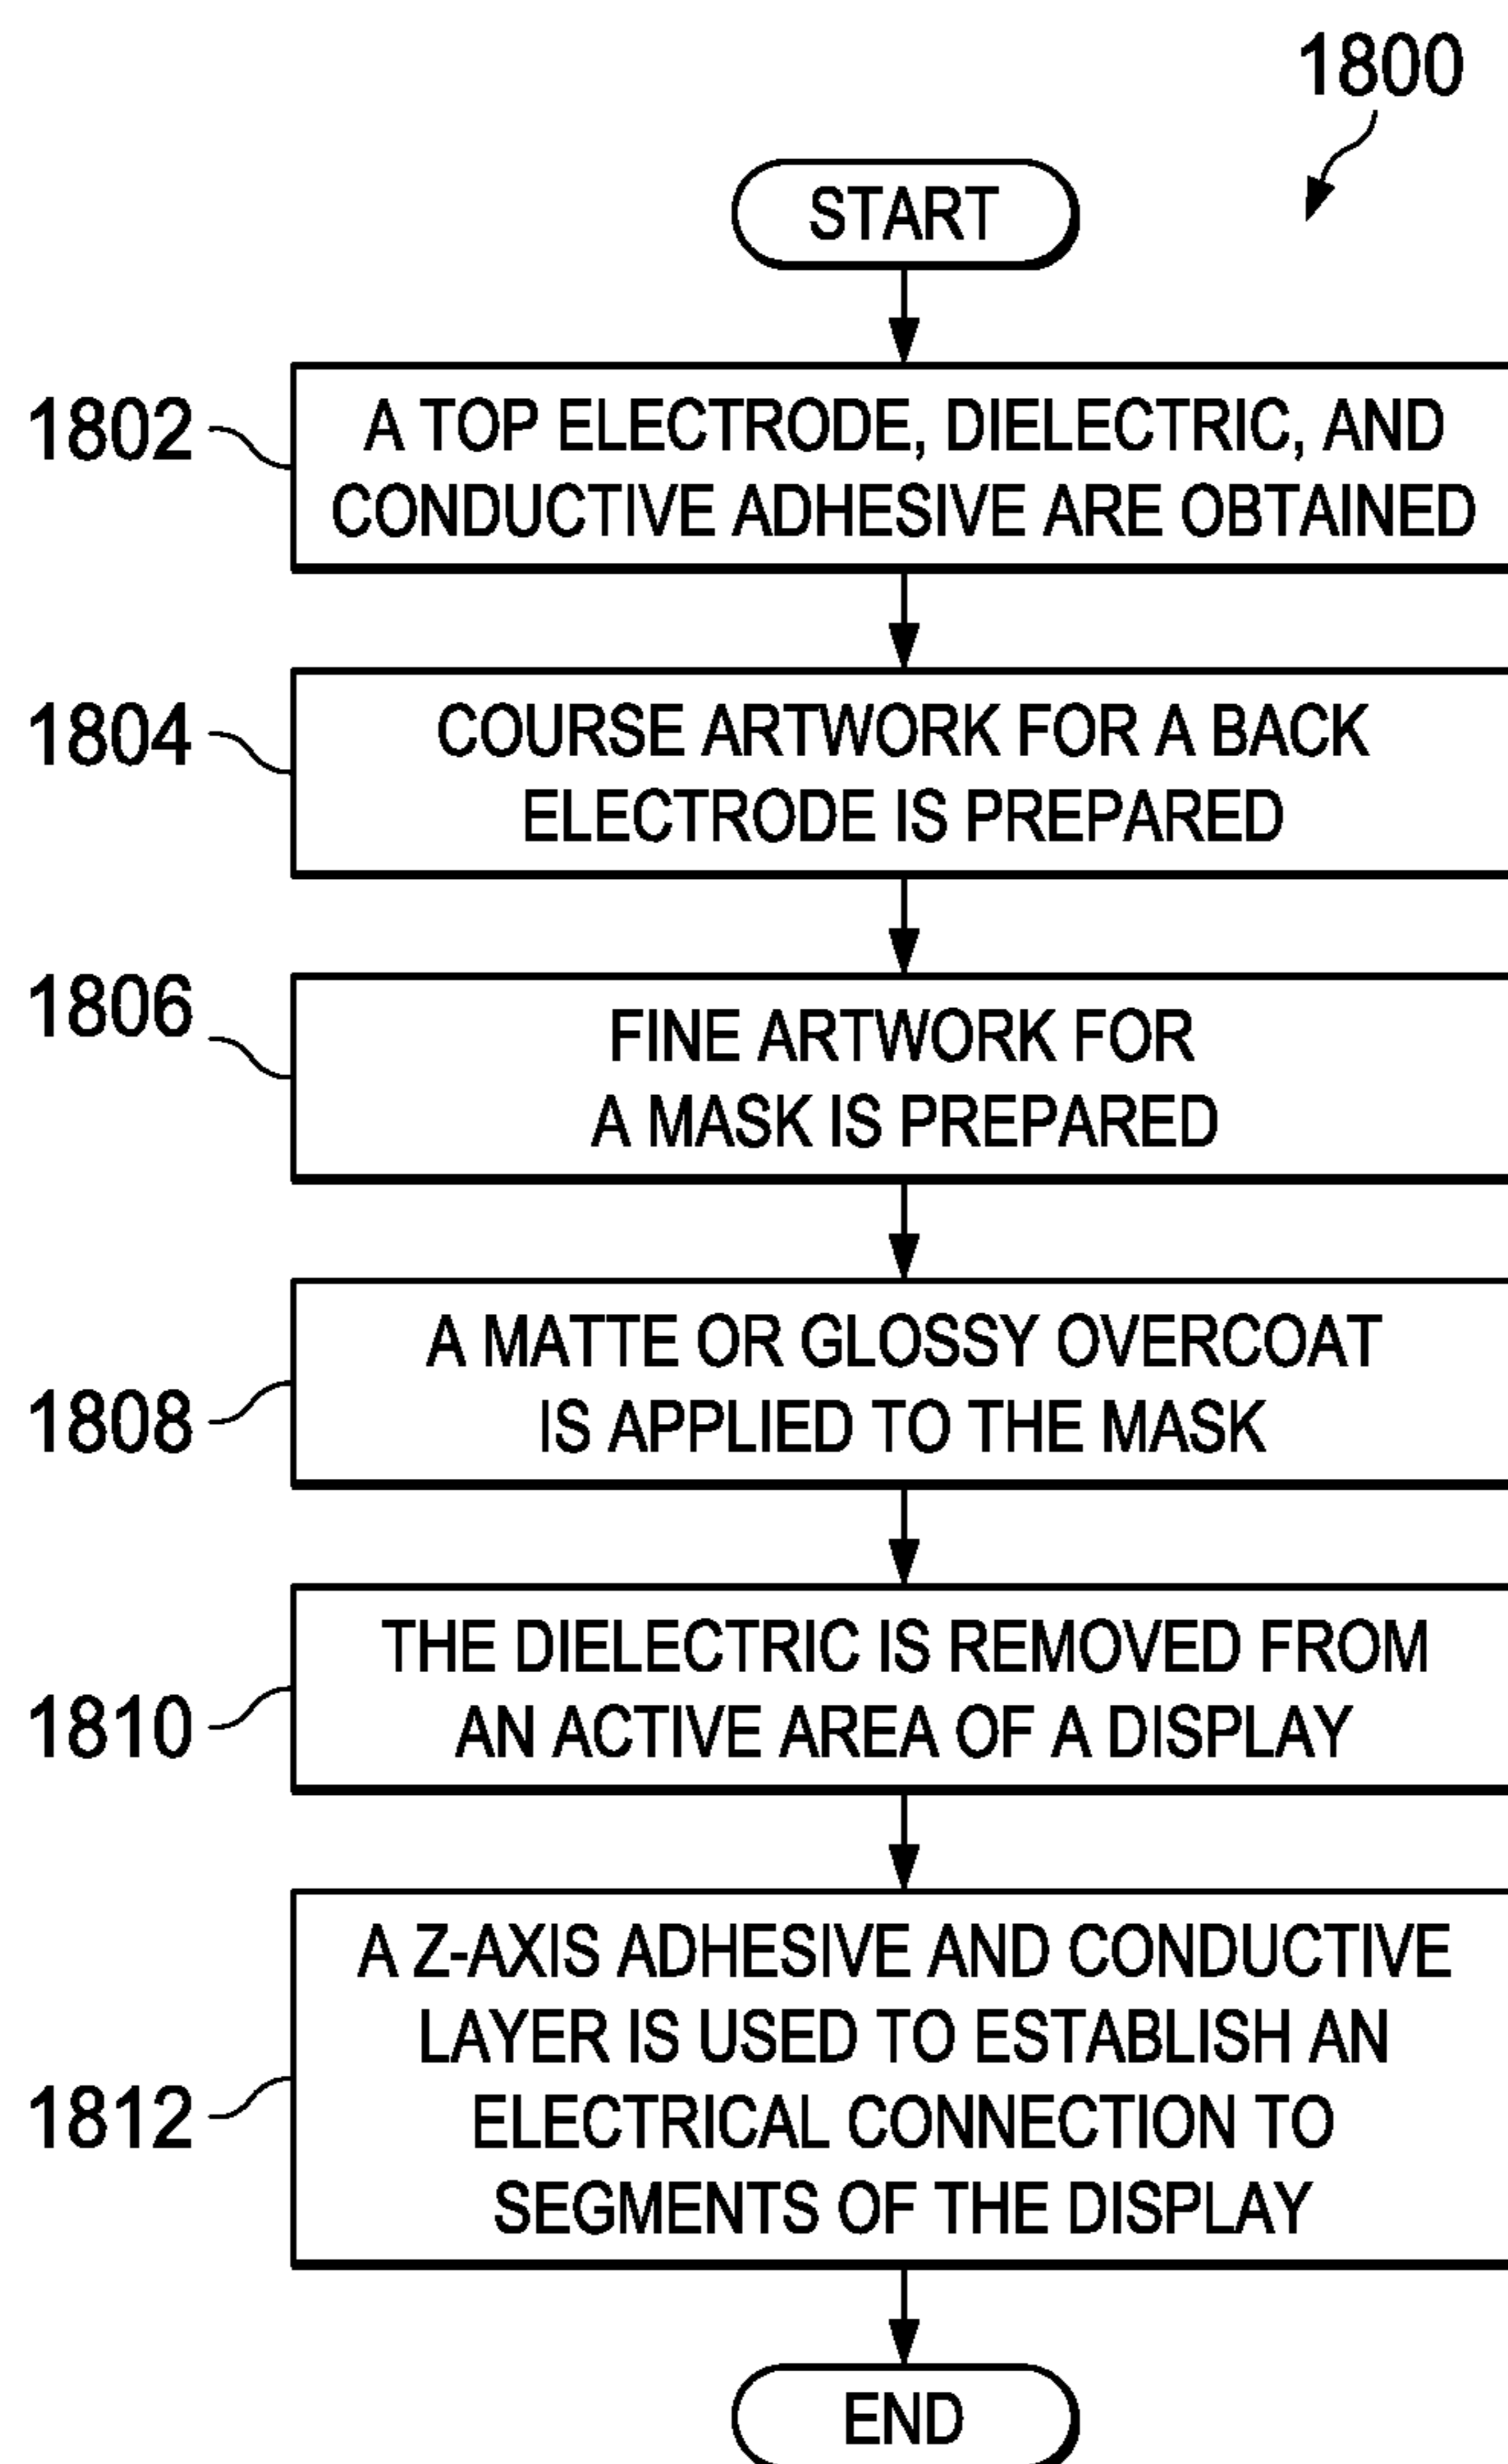 1800
START
1802
A TOP ELECTRODE, DIELECTRIC, AND
CONDUCTIVE ADHESIVE ARE OBTAINED
1804
COURSE ARTWORK FOR A BACK
ELECTRODE IS PREPARED
1806
FINE ARTWORK FOR
A MASK IS PREPARED
1808
A MATTE OR GLOSSY OVERCOAT
IS APPLIED TO THE MASK
1810
THE DIELECTRIC IS REMOVED FROM
AN ACTIVE AREA OF A DISPLAY
1812
A Z-AXIS ADHESIVE AND CONDUCTIVE
LAYER IS USED TO ESTABLISH AN
ELECTRICAL CONNECTION TO
SEGMENTS OF THE DISPLAY
END